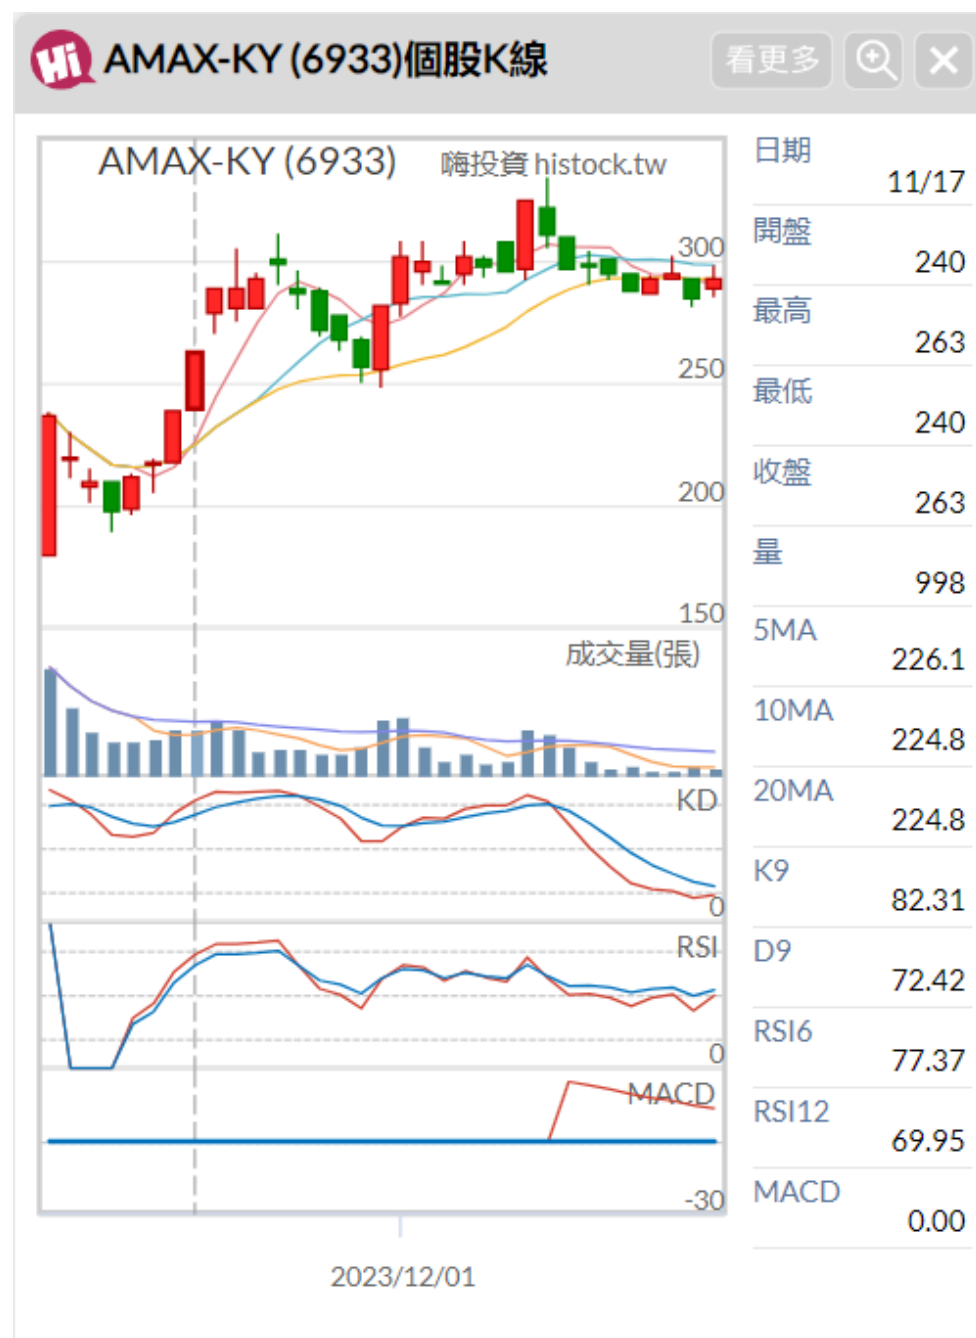 Hi AMAX-KY (6933)個股K線 看更多
AMAX-KY (6933) 嗨投資 histock.tw
300
250
200
150
成交量(張)
KD
0
RSI
0
MACD
-30
2023/12/01
日期
11/17
開盤
240
最高
263
最低
240
收盤
263
量
998
5MA
226.1
10MA
224.8
20MA
224.8
K9
82.31
D9
72.42
RSI6
77.37
RSI12
69.95
MACD
0.00